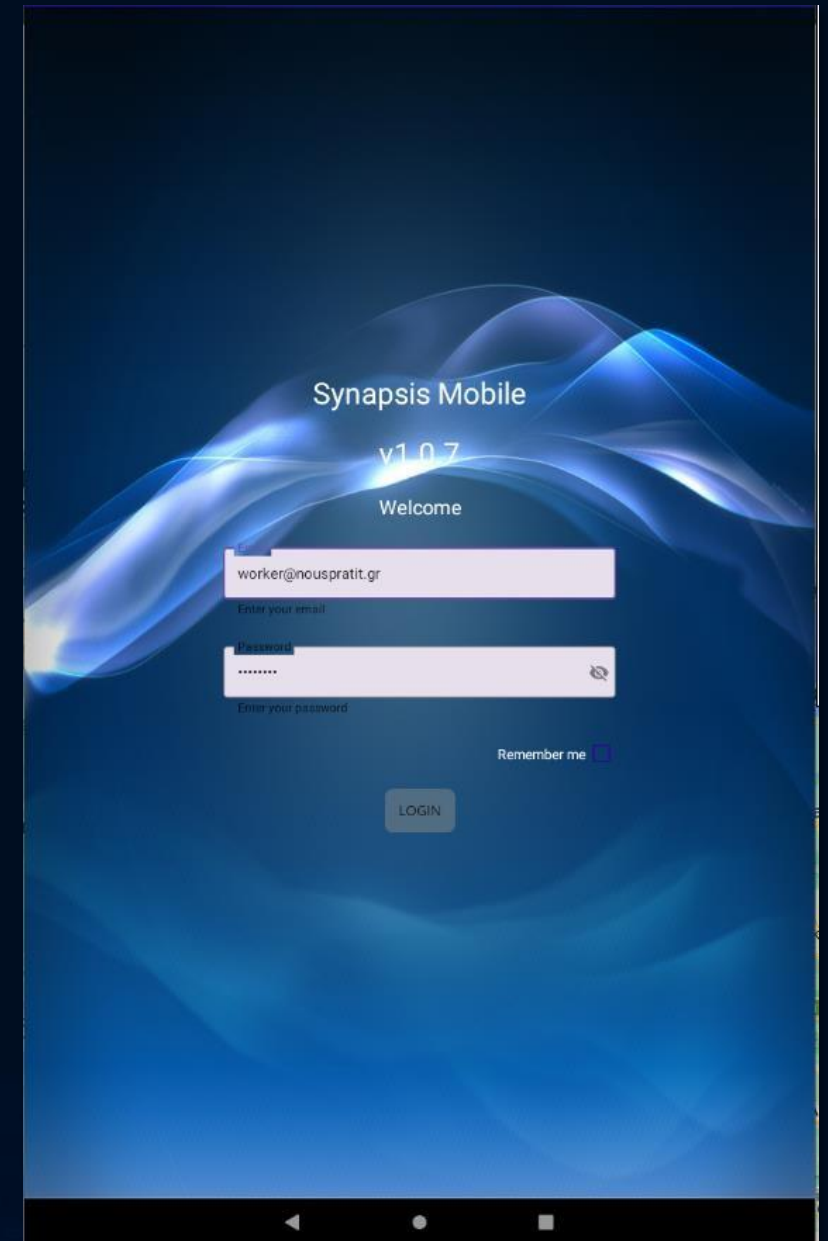 Synapsis Mobile
v1.0.7
Welcome
worker@nouspratit.gr
Enter your email
Password
••••••••
Enter your password
Remember me
LOGIN